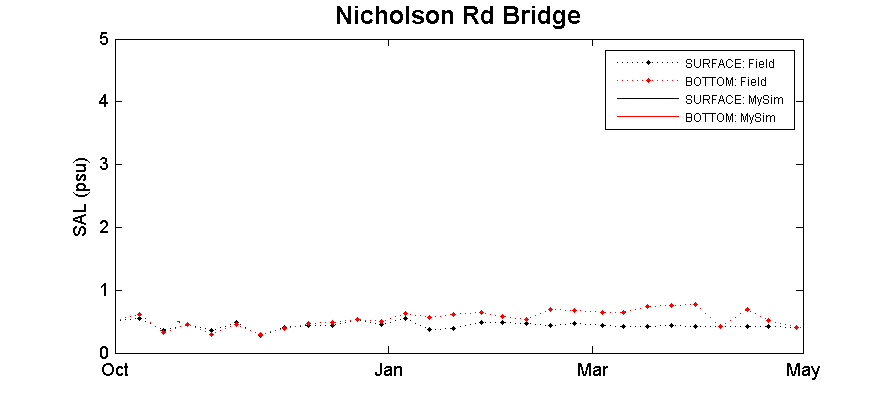 Nicholson Rd Bridge
5
4
3
2
1
0
SAL (psu)
SURFACE: Field
BOTTOM: Field
SURFACE: MySim
BOTTOM: MySim
Oct Jan Mar May